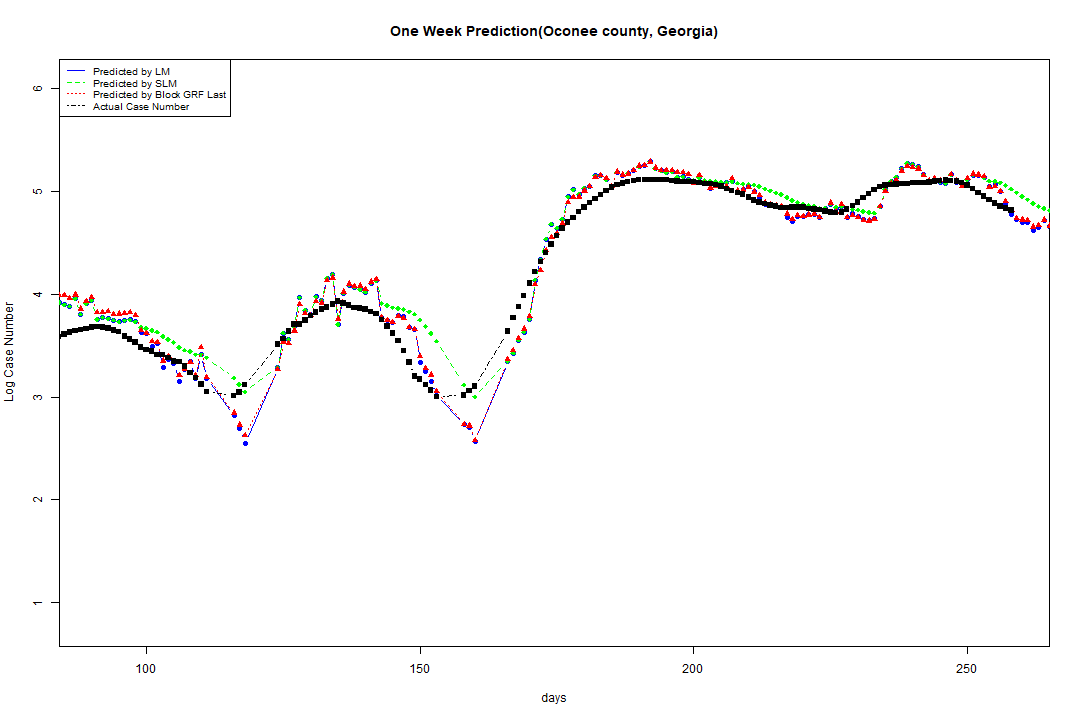 One Week Prediction(Oconee county, Georgia)
Predicted by LM
Predicted by SLM
Predicted by Block GRF Last
Actual Case Number
6
5
4
3
2
1
Log Case Number
100 150 200 250
days